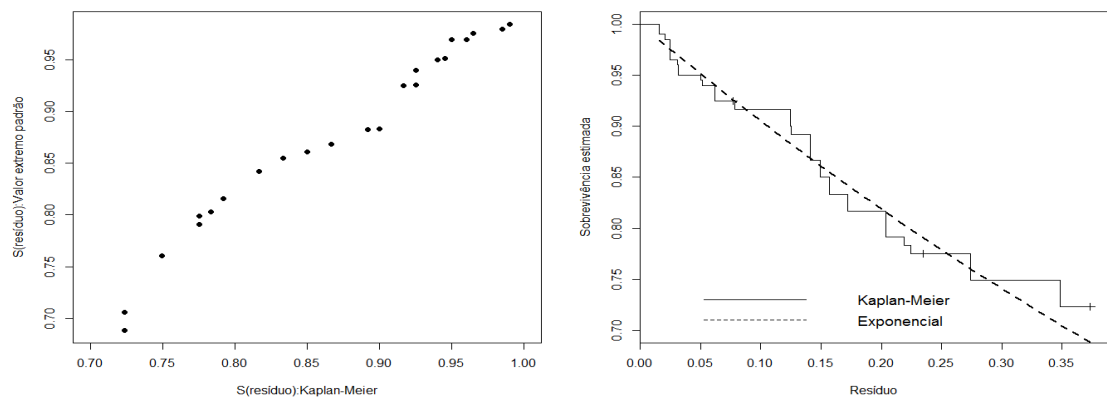 S(resíduo):Valor extremo padrão
0.95
0.90
0.85
0.80
0.75
0.70
0.70 0.75 0.80 0.85 0.90 0.95 1.00
S(resíduo):Kaplan-Meier
Sobrevivência estimada
1.00
0.95
0.90
0.85
0.80
0.75
0.70
Kaplan-Meier
Exponencial
0.00 0.05 0.10 0.15 0.20 0.25 0.30 0.35
Resíduo